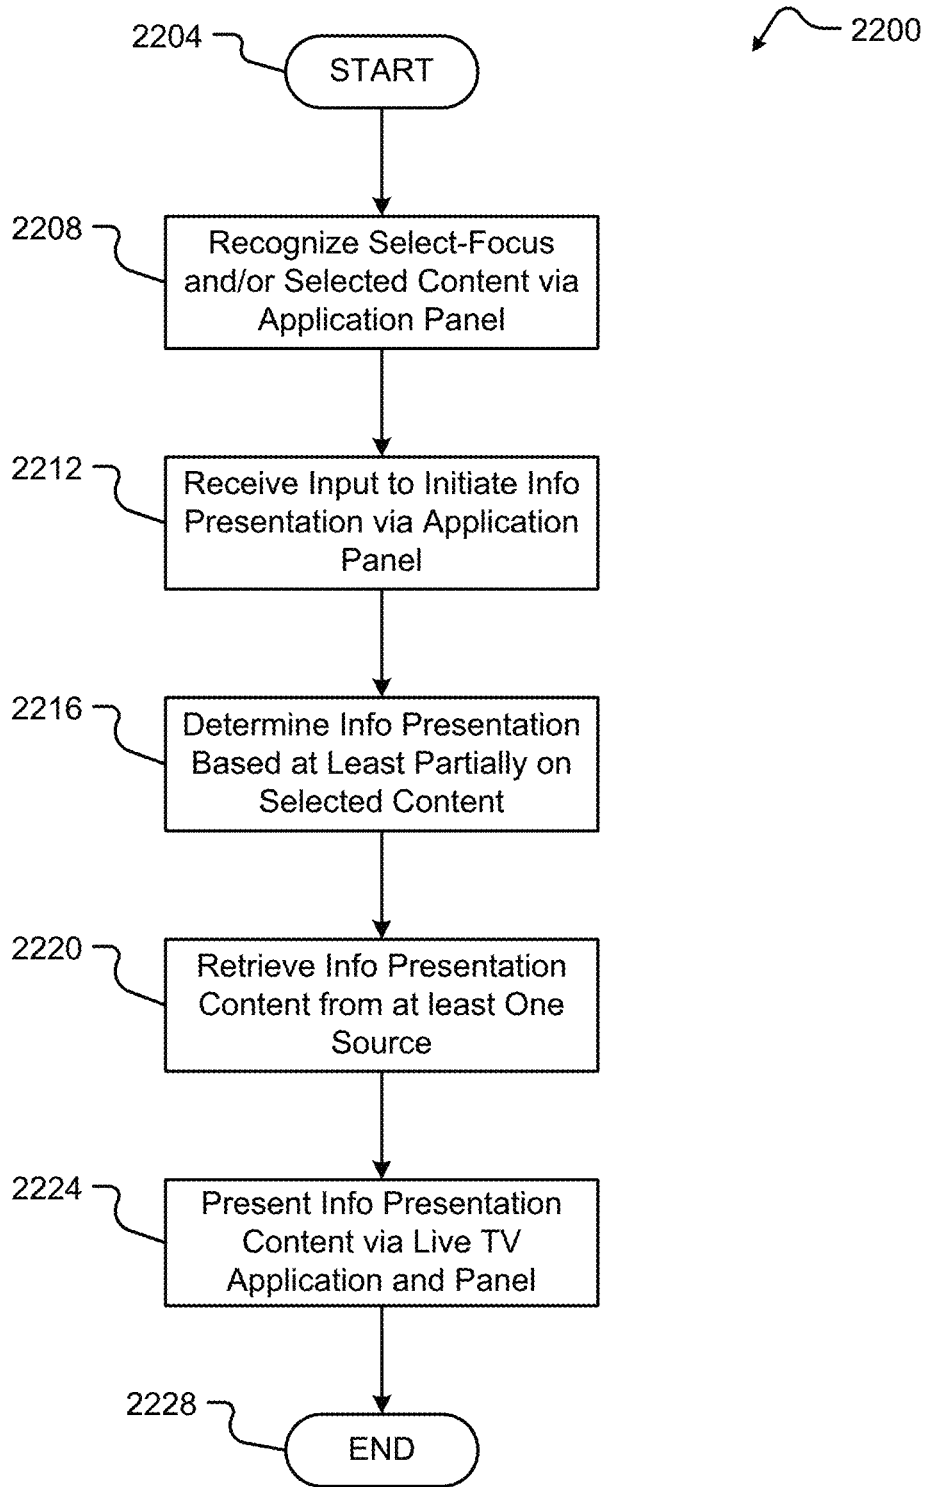 2200
2204
START
2208
Recognize Select-Focus
and/or Selected Content via
Application Panel
2212
Receive Input to Initiate Info
Presentation via Application
Panel
2216
Determine Info Presentation
Based at Least Partially on
Selected Content
2220
Retrieve Info Presentation
Content from at least One
Source
2224
Present Info Presentation
Content via Live TV
Application and Panel
2228
END